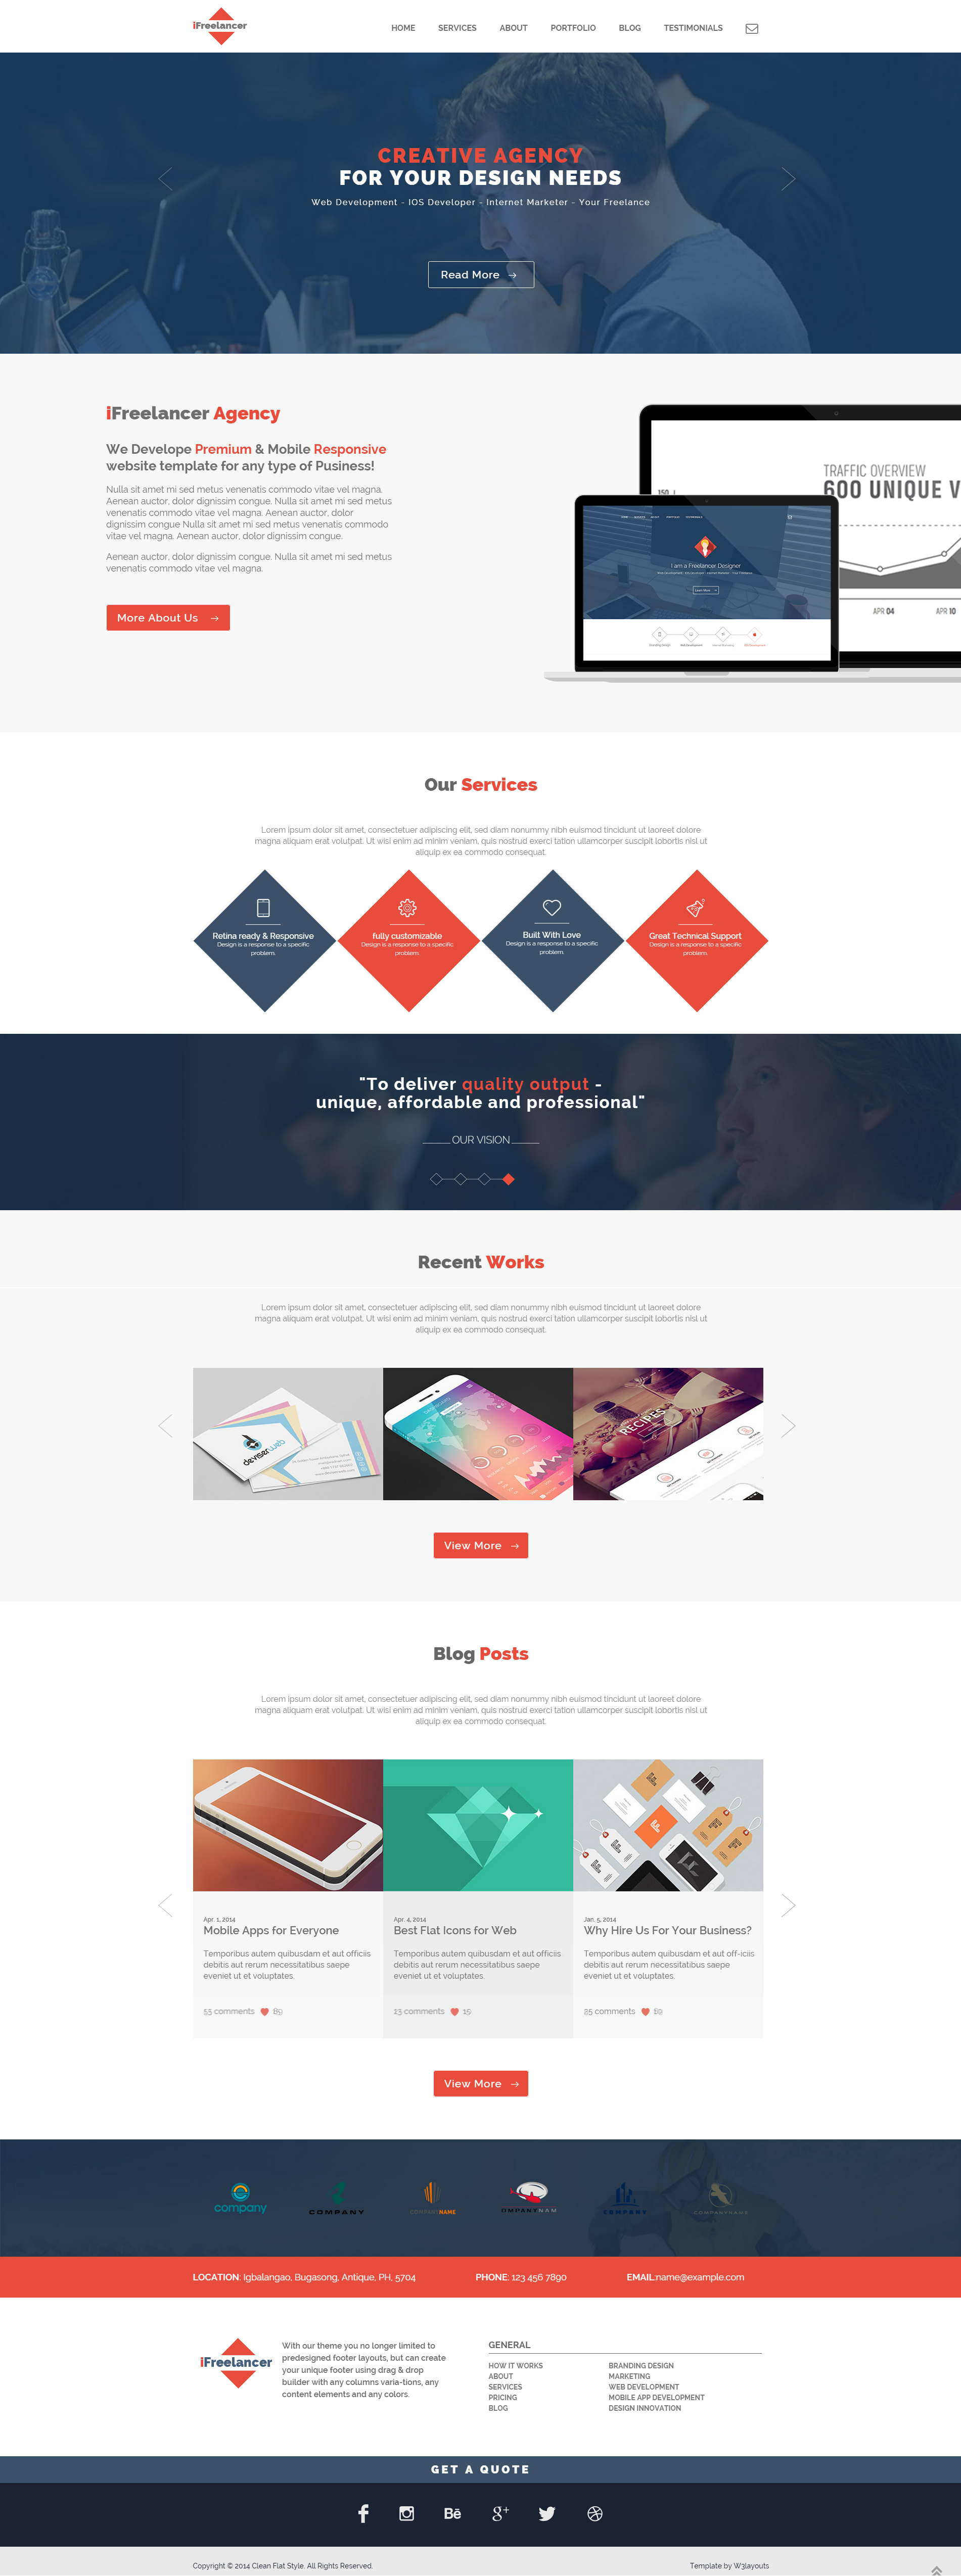 iFreelancer
HOME SERVICES ABOUT PORTFOLIO BLOG TESTIMONIALS
CREATIVE AGENCY
FOR YOUR DESIGN NEEDS
Web Development - IOS Developer - Internet Marketer - Your Freelance
Read More
iFreelancer Agency
We Develope Premium & Mobile Responsive
website template for any type of Pusiness!
Nulla sit amet mi sed metus venenatis commodo vitae vel magna.
Aenean auctor, dolor dignissim congue. Nulla sit amet mi sed metus
venenatis commodo vitae vel magna. Aenean auctor, dolor
dignissim congue Nulla sit amet mi sed metus venenatis commodo
vitae vel magna. Aenean auctor, dolor dignissim congue.
Aenean auctor, dolor dignissim congue. Nulla sit amet mi sed metus
venenatis commodo vitae vel magna.
More About Us
TRAFFIC OVERVIEW
600 UNIQUE V
150
APR 04 APR 10
I am a Freelancer Designer
Our Services
Lorem ipsum dolor sit amet, consectetuer adipiscing elit, sed diam nonummy nibh euismod tincidunt ut laoreet dolore
magna aliquam erat volutpat. Ut wisi enim ad minim veniam, quis nostrud exerci tation ullamcorper suscipit lobortis nisl ut
aliquip ex ea commodo consequat.
Retina ready & Responsive
Design is a response to a specific
problem.
fully customizable
Design is a response to a specific
problem.
Built With Love
Design is a response to a specific
problem.
Great Technical Support
Design is a response to a specific
problem.
"To deliver quality output -
unique, affordable and professional"
OUR VISION
Recent Works
Lorem ipsum dolor sit amet, consectetuer adipiscing elit, sed diam nonummy nibh euismod tincidunt ut laoreet dolore
magna aliquam erat volutpat. Ut wisi enim ad minim veniam, quis nostrud exerci tation ullamcorper suscipit lobortis nisl ut
aliquip ex ea commodo consequat.
deviserweb
RECIPES
View More
Blog Posts
Lorem ipsum dolor sit amet, consectetuer adipiscing elit, sed diam nonummy nibh euismod tincidunt ut laoreet dolore
magna aliquam erat volutpat. Ut wisi enim ad minim veniam, quis nostrud exerci tation ullamcorper suscipit lobortis nisl ut
aliquip ex ea commodo consequat.
Apr. 1, 2014
Mobile Apps for Everyone
Temporibus autem quibusdam et aut officiis
debitis aut rerum necessitatibus saepe
eveniet ut et voluptates.
53 comments
Apr. 4, 2014
Best Flat Icons for Web
Temporibus autem quibusdam et aut officiis
debitis aut rerum necessitatibus saepe
eveniet ut et voluptates.
23 comments 15
Jan. 5, 2014
Why Hire Us For Your Business?
Temporibus autem quibusdam et aut off-iciis
debitis aut rerum necessitatibus saepe
eveniet ut et voluptates.
85 comments
View More
company
COMPANY
COMPANYNAME
OMPANYNAM
COMPANY
COMPANYNAME
LOCATION: Igbalangao, Bugasong, Antique, PH, 5704 PHONE: 123 456 7890 EMAIL:name@example.com
iFreelancer
With our theme you no longer limited to
predesigned footer layouts, but can create
your unique footer using drag & drop
builder with any columns varia-tions, any
content elements and any colors.
GENERAL
HOW IT WORKS
ABOUT
SERVICES
PRICING
BLOG
BRANDING DESIGN
MARKETING
WEB DEVELOPMENT
MOBILE APP DEVELOPMENT
DESIGN INNOVATION
GET A QUOTE
Copyright © 2014 Clean Flat Style. All Rights Reserved. Template by W3layouts